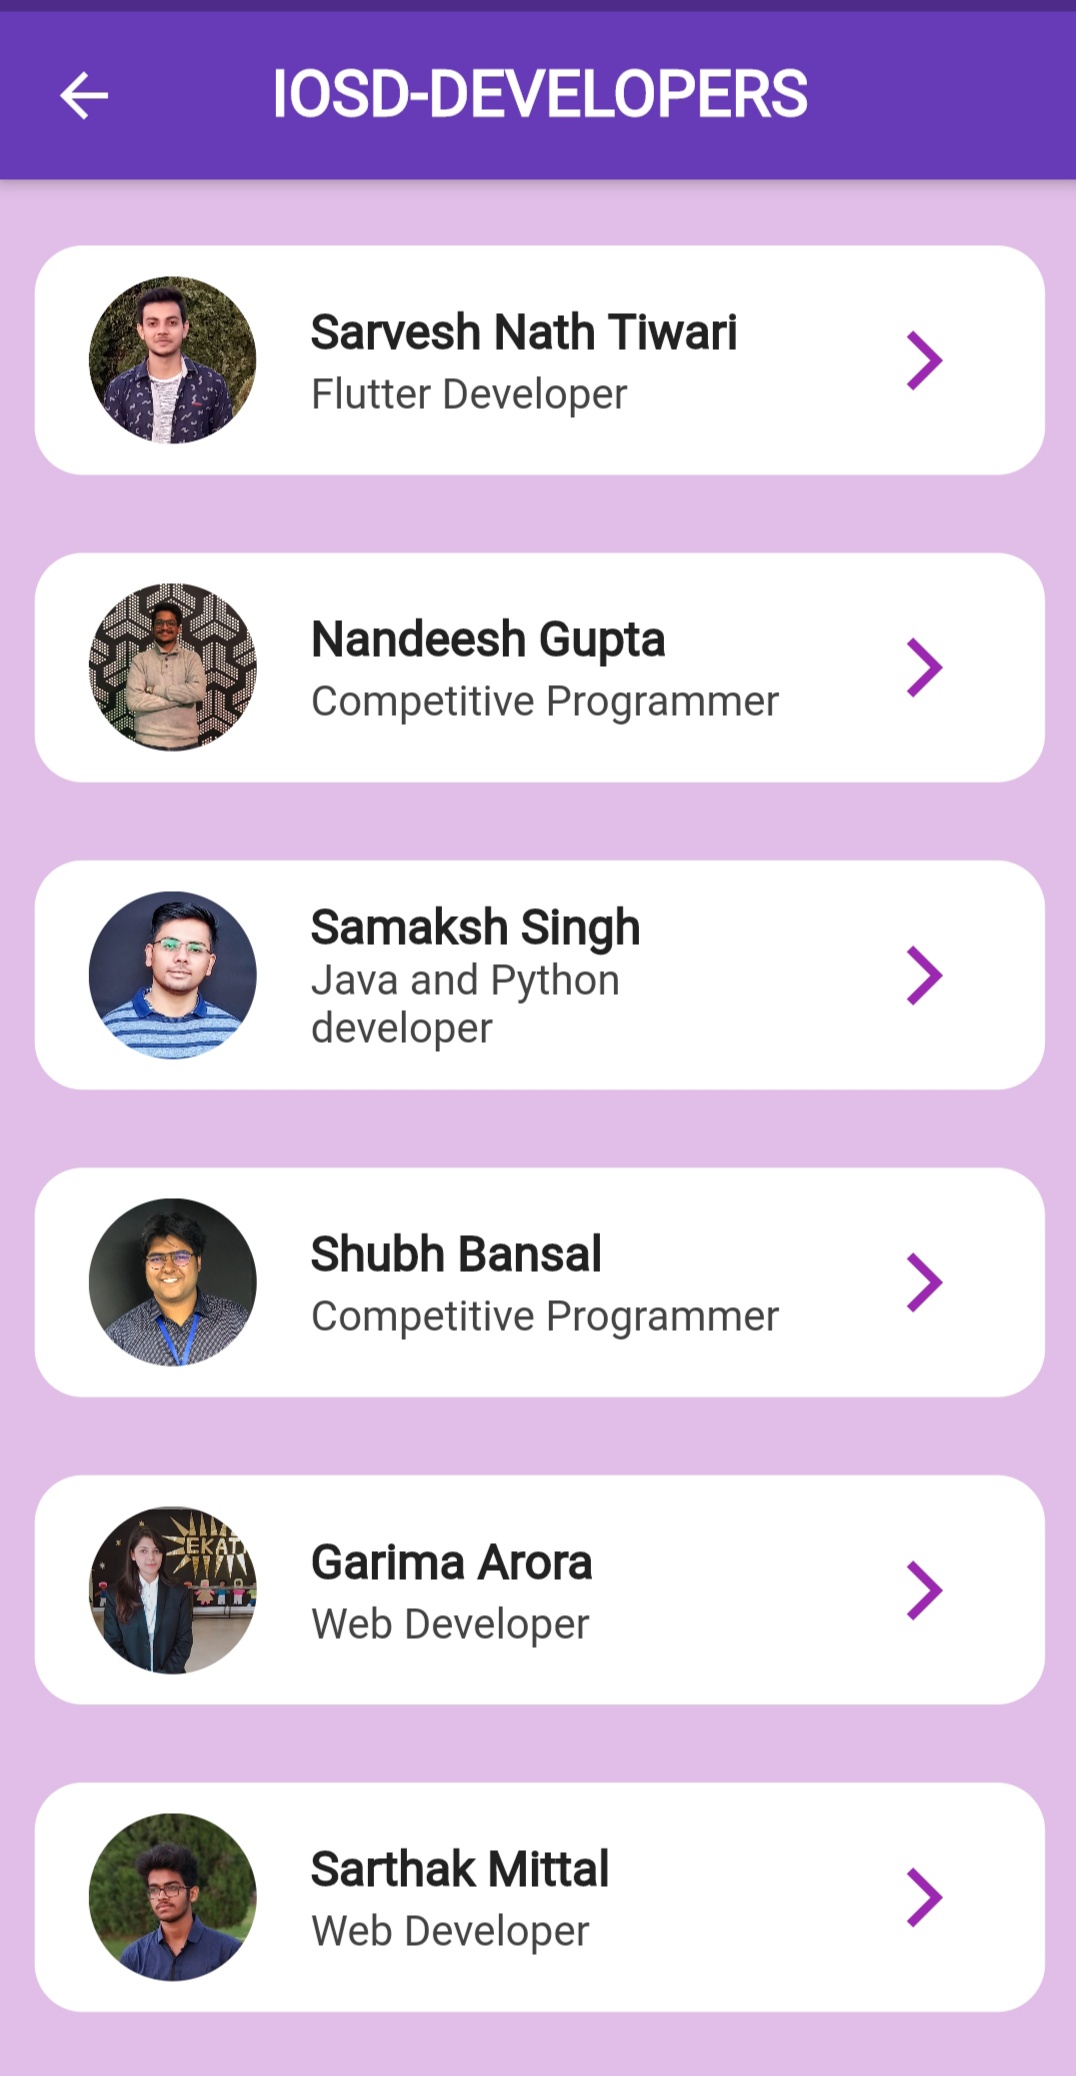 IOSD-DEVELOPERS
Sarvesh Nath Tiwari
Flutter Developer
Nandeesh Gupta
Competitive Programmer
Samaksh Singh
Java and Python
developer
Shubh Bansal
Competitive Programmer
EKAT
Garima Arora
Web Developer
Sarthak Mittal
Web Developer